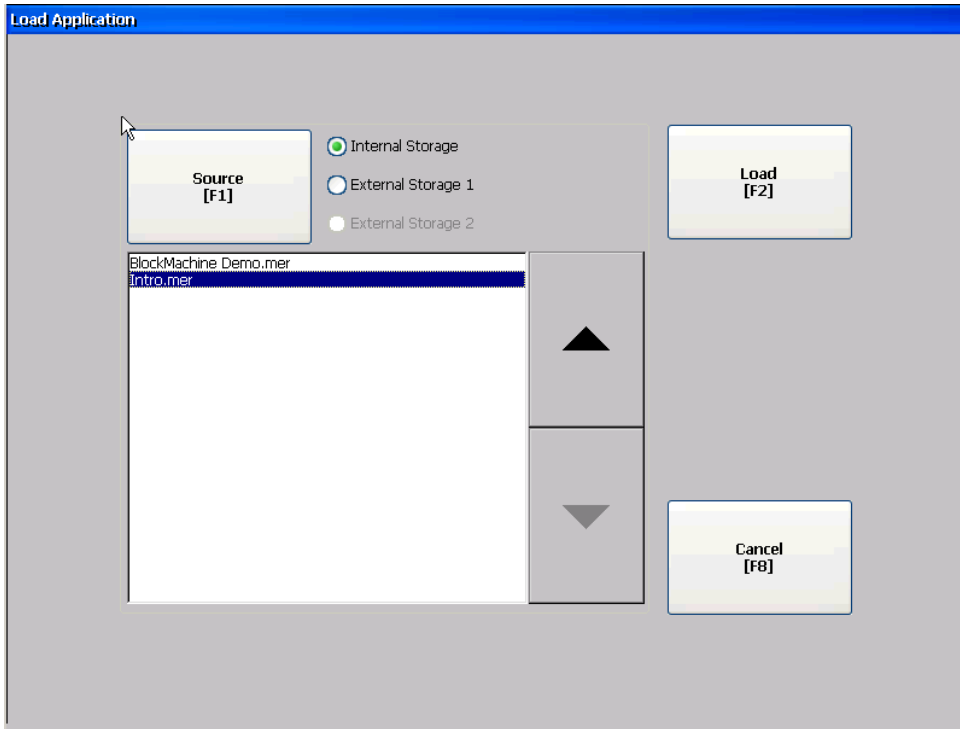 Load Application
Source
[F1]
Internal Storage
External Storage 1
External Storage 2
Load
[F2]
BlockMachine Demo.mer
Intro.mer
Cancel
[F8]